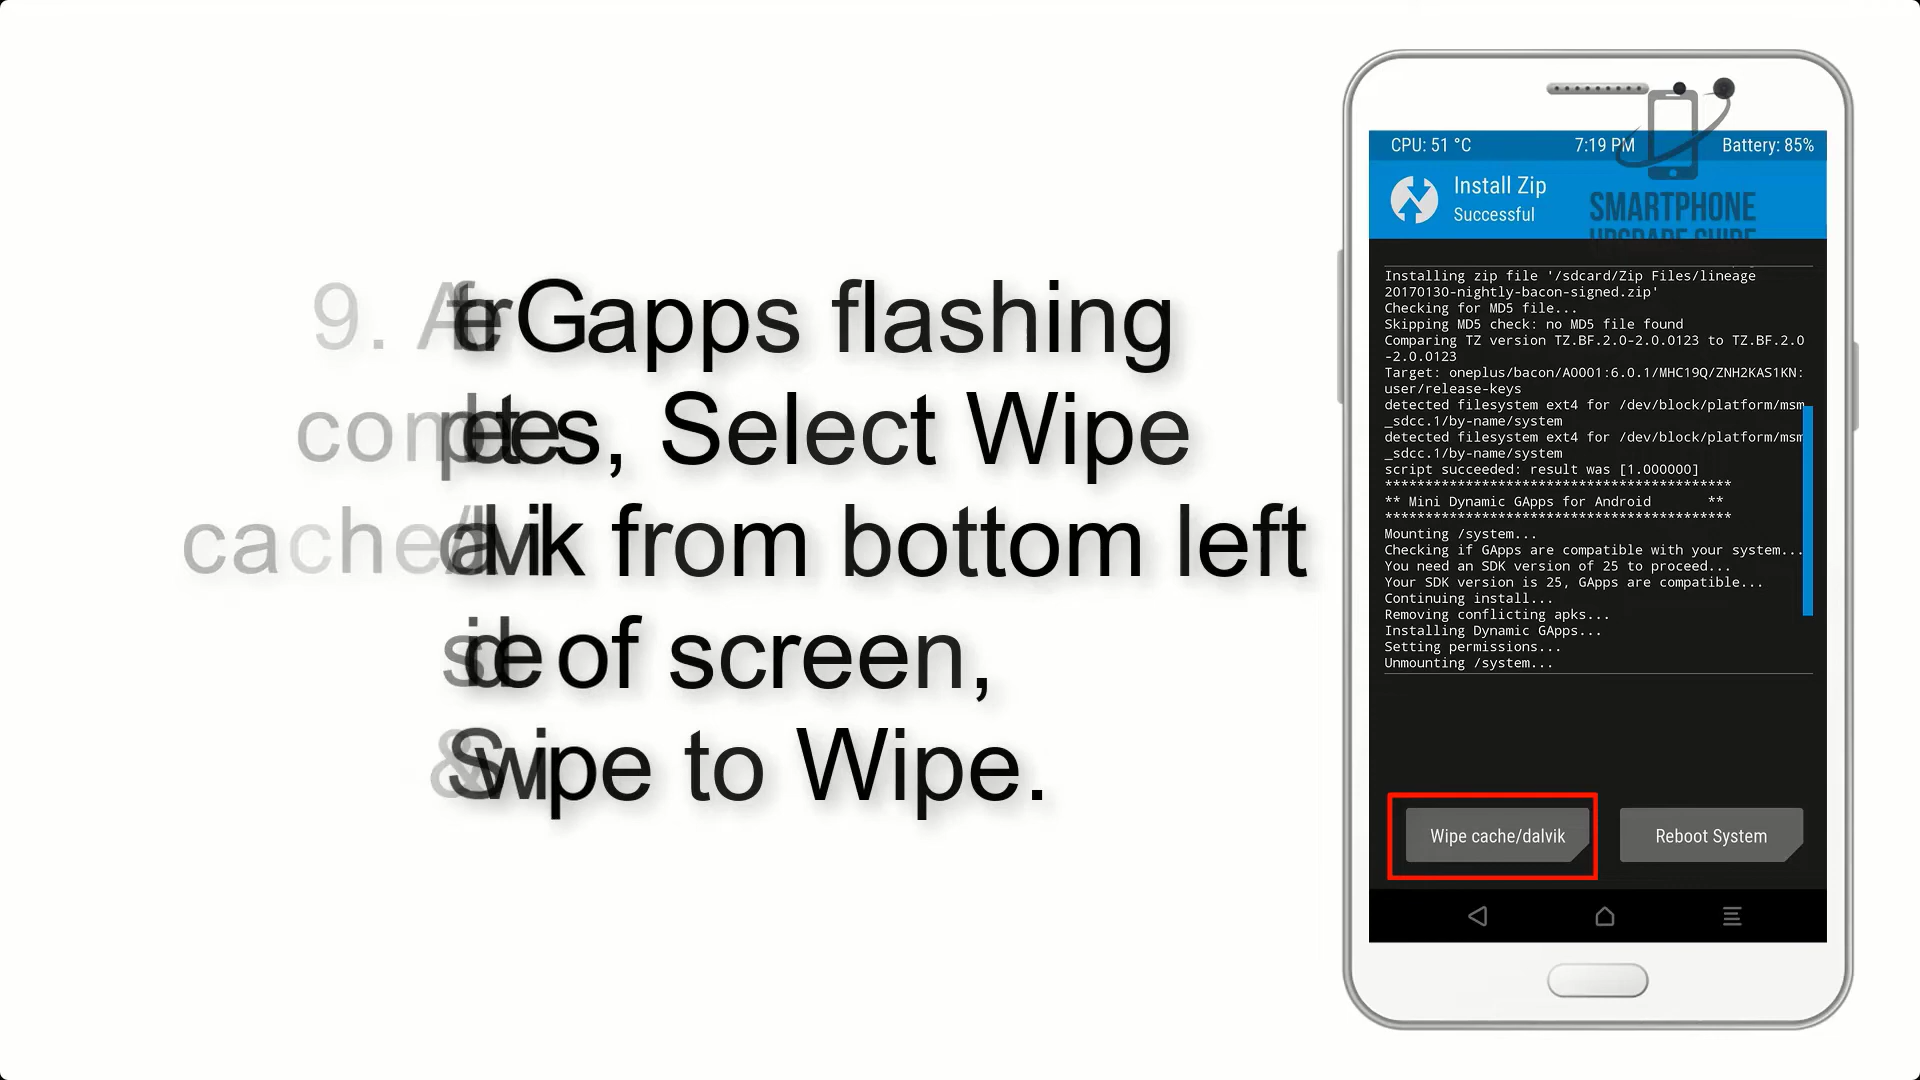 9. After Gapps flashing
completes, Select Wipe
cache/dalvik from bottom left
side of screen,
& Swipe to Wipe.
CPU: 51 °C 7:19 PM Battery: 85%
Install Zip
Successful
SMARTPHONE
UPGRADE GUIDE
Installing zip file '/sdcard/Zip Files/lineage
20170130-nightly-bacon-signed.zip'
Checking for MD5 file...
Skipping MD5 check: no MD5 file found
Comparing TZ version TZ.BF.2.0-2.0.0123 to TZ.BF.2.0
-2.0.0123
Target: oneplus/bacon/A0001:6.0.1/MHC19Q/ZNH2KAS1KN:
user/release-keys
detected filesystem ext4 for /dev/block/platform/msm
_sdcc.1/by-name/system
detected filesystem ext4 for /dev/block/platform/msm
_sdcc.1/by-name/system
script succeeded: result was [1.000000]
*******************************************
** Mini Dynamic GApps for Android **
*******************************************
Mounting /system...
Checking if GApps are compatible with your system...
You need an SDK version of 25 to proceed...
Your SDK version is 25, GApps are compatible...
Continuing install...
Removing conflicting apks...
Installing Dynamic GApps...
Setting permissions...
Unmounting /system...
Wipe cache/dalvik Reboot System